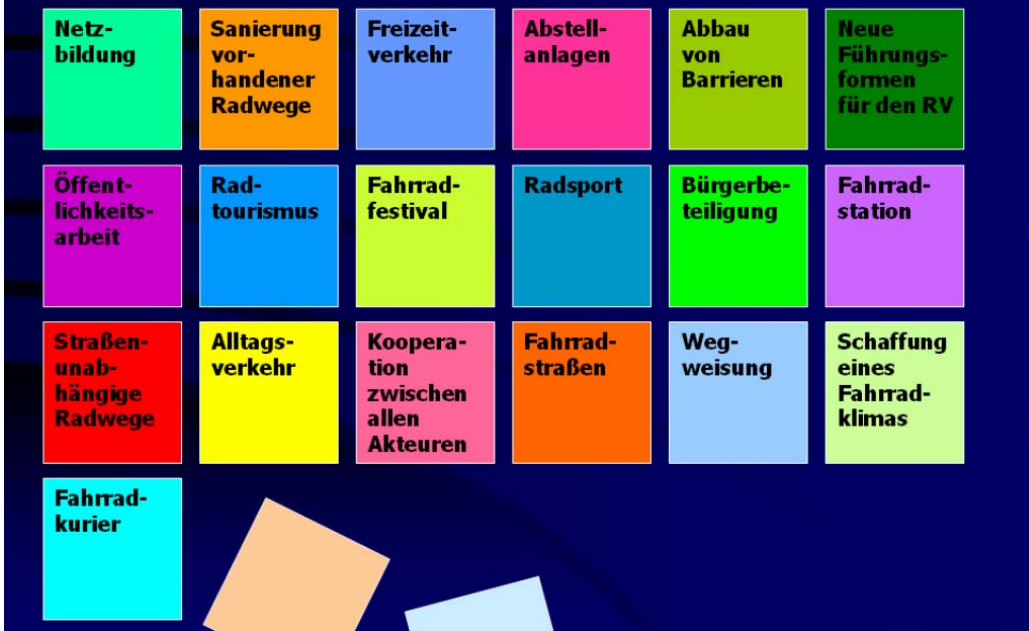 Netz-
bildung
Sanierung
vor-
handener
Radwege
Freizeit-
verkehr
Abstell-
anlagen
Abbau
von
Barrieren
Neue
Führungs-
formen
für den RV
Öffent-
lichkeits-
arbeit
Rad-
tourismus
Fahrrad-
festival
Radsport
Bürgerbe-
teiligung
Fahrrad-
station
Straßen-
unab-
hängige
Radwege
Alltags-
verkehr
Koopera-
tion
zwischen
allen
Akteuren
Fahrrad-
straßen
Weg-
weisung
Schaffung
eines
Fahrrad-
klimas
Fahrrad-
kurier